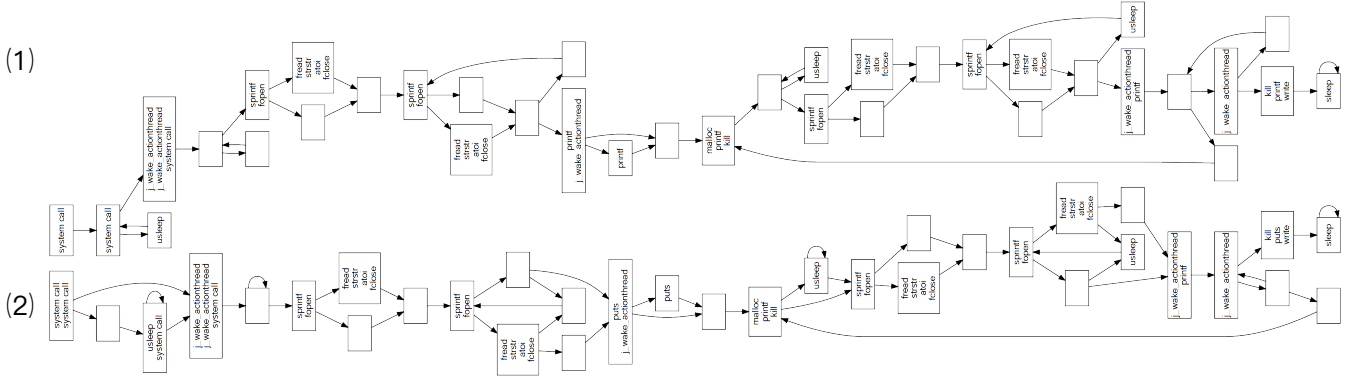 (1)
system call
system call
usleep
j_wake_actionthread
j_wake_actionthread
system call
sprintf
fopen
fread
strstr
atoi
fclose
sprintf
fopen
fread
strstr
atoi
fclose
printf
j_wake_actionthread
printf
malloc
printf
kill
usleep
sprintf
fopen
fread
strstr
atoi
fclose
sprintf
fopen
fread
strstr
atoi
fclose
usleep
j_wake_actionthread
printf
j_wake_actionthread
kill
printf
write
sleep
(2)
system call
system call
usleep
system call
j_wake_actionthread
j_wake_actionthread
system call
sprintf
fopen
fread
strstr
atoi
fclose
sprintf
fopen
fread
strstr
atoi
fclose
puts
j_wake_actionthread
puts
malloc
printf
kill
usleep
sprintf
fopen
fread
strstr
atoi
fclose
sprintf
fopen
fread
strstr
atoi
fclose
usleep
j_wake_actionthread
printf
j_wake_actionthread
kill
puts
write
sleep